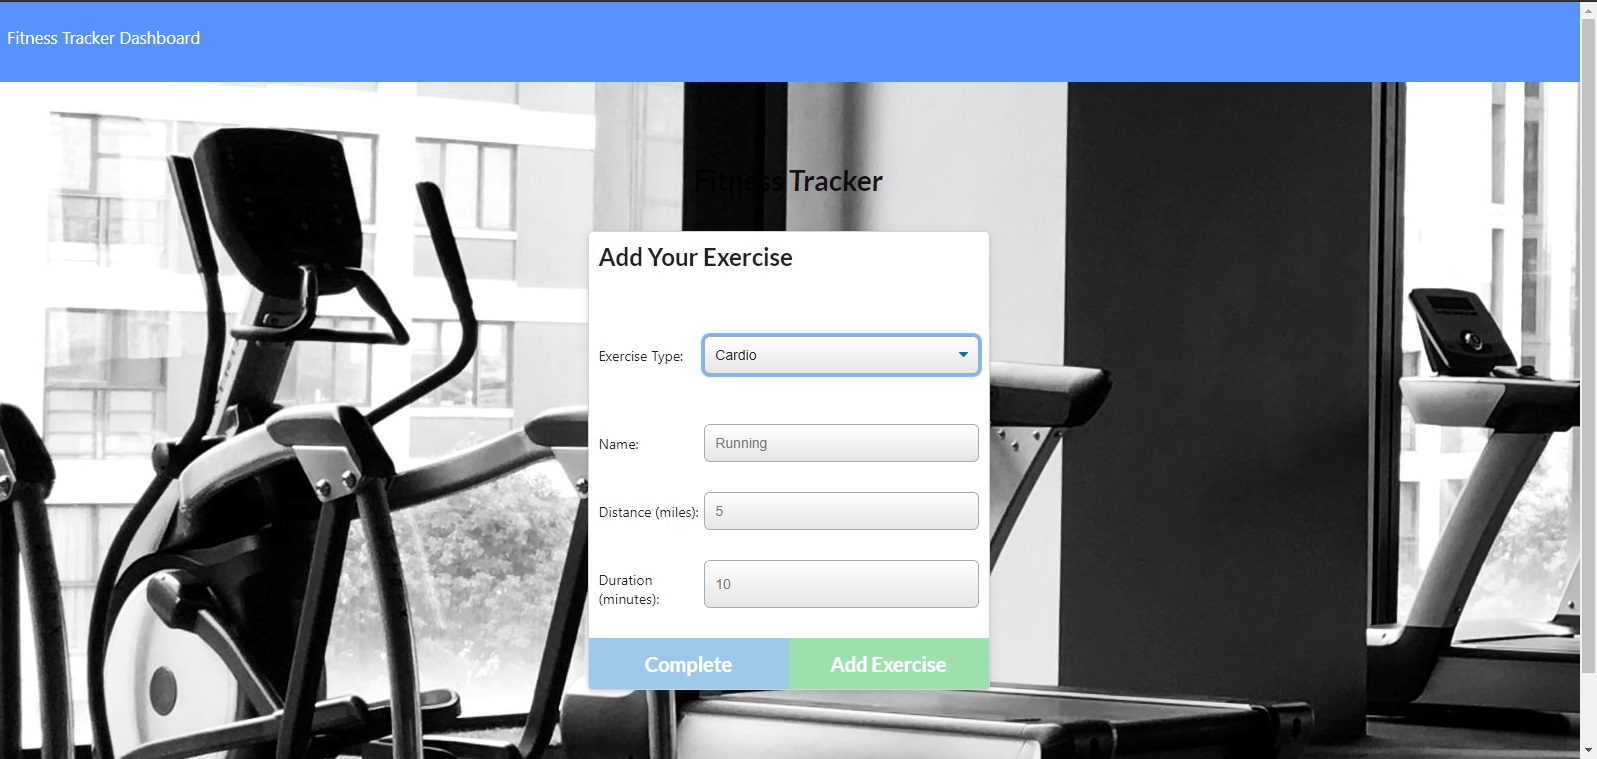 Fitness Tracker Dashboard
Fitness Tracker
Add Your Exercise
Exercise Type: Cardio
Name: Running
Distance (miles): 5
Duration
(minutes): 10
Complete Add Exercise